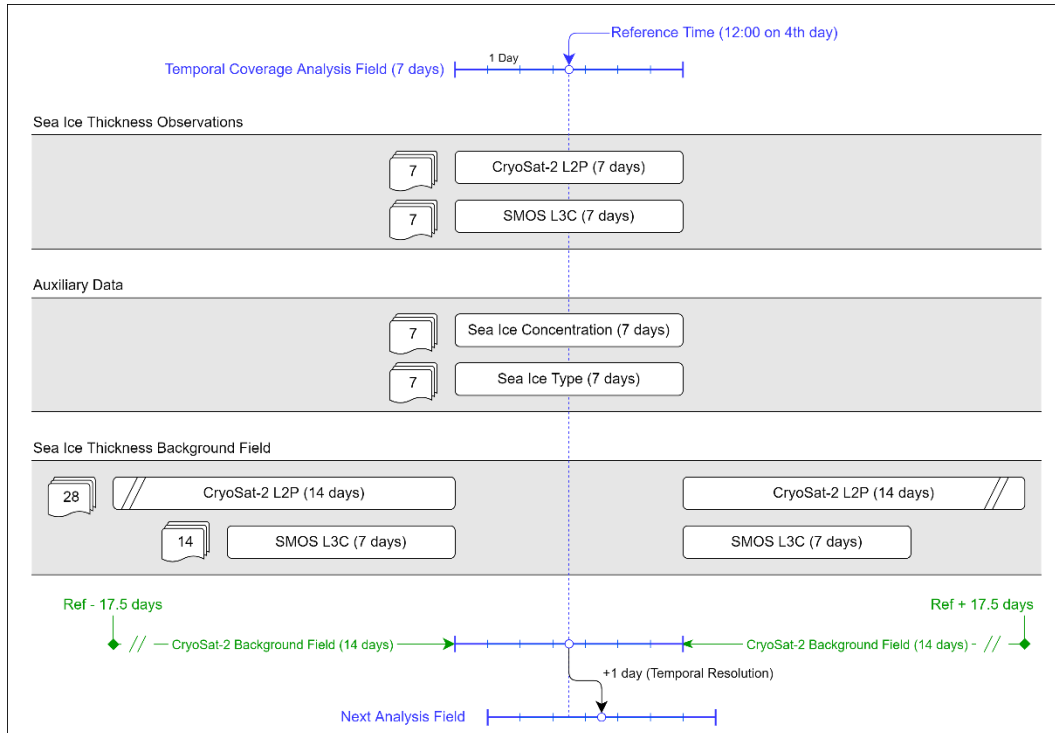 Reference Time (12:00 on 4th day)
1 Day
Temporal Coverage Analysis Field (7 days)
Sea Ice Thickness Observations
7
CryoSat-2 L2P (7 days)
7
SMOS L3C (7 days)
Auxiliary Data
7
Sea Ice Concentration (7 days)
7
Sea Ice Type (7 days)
Sea Ice Thickness Background Field
28
CryoSat-2 L2P (14 days)
CryoSat-2 L2P (14 days)
14
SMOS L3C (7 days)
SMOS L3C (7 days)
Ref - 17.5 days
Ref + 17.5 days
CryoSat-2 Background Field (14 days)
CryoSat-2 Background Field (14 days)
+1 day (Temporal Resolution)
Next Analysis Field